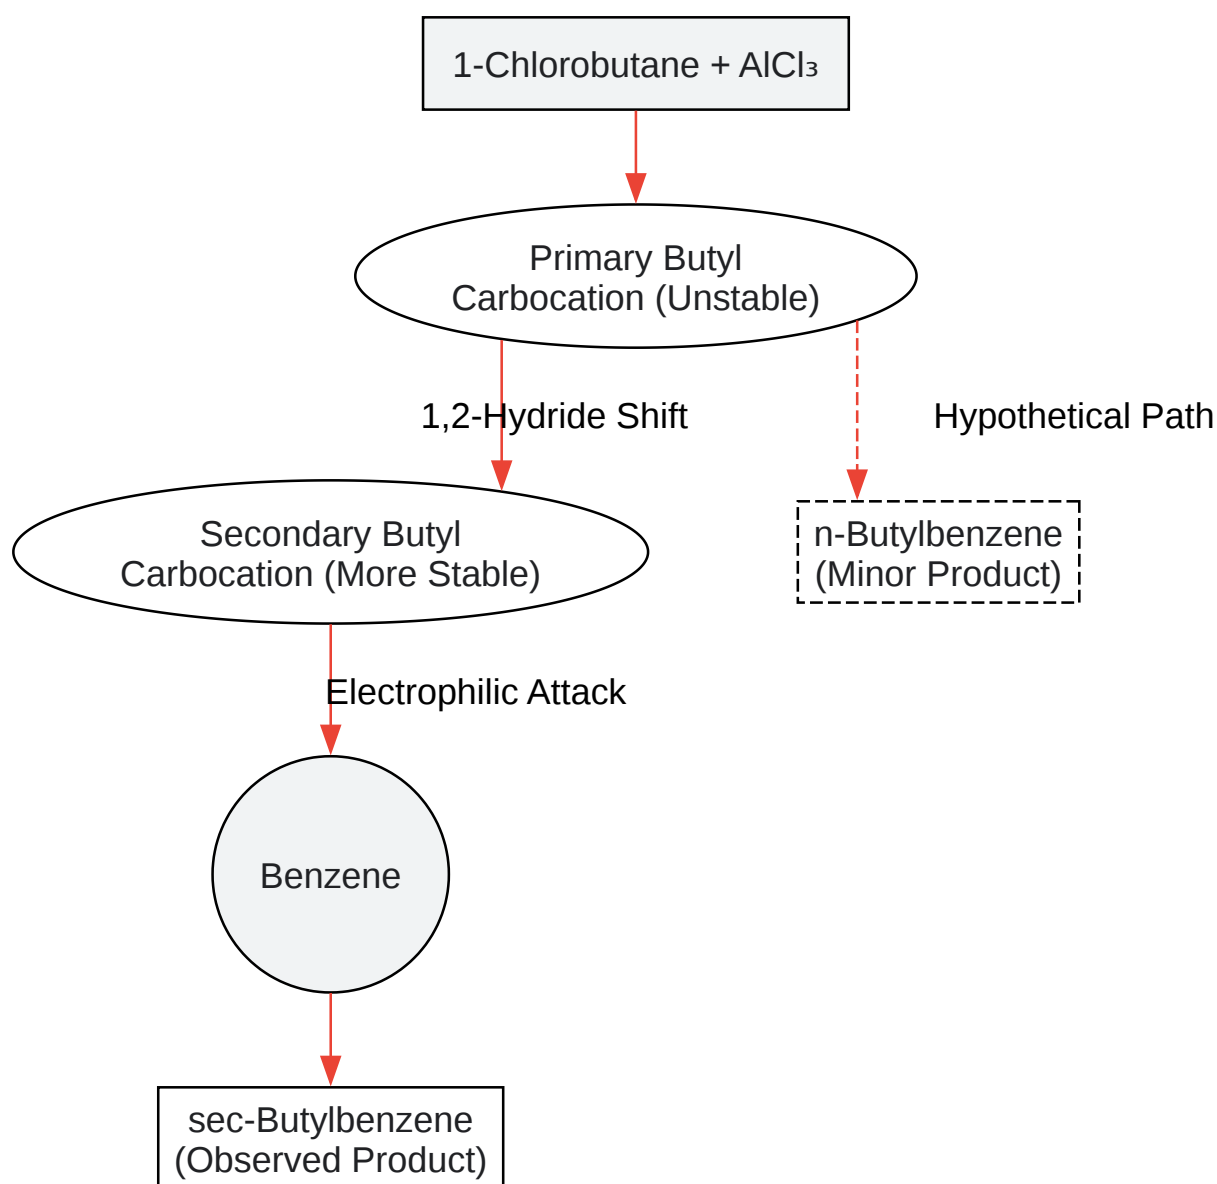 1-Chlorobutane + AlCl₃
Primary Butyl
Carbocation (Unstable)
1,2-Hydride Shift
Hypothetical Path
Secondary Butyl
Carbocation (More Stable)
n-Butylbenzene
(Minor Product)
Electrophilic Attack
Benzene
sec-Butylbenzene
(Observed Product)